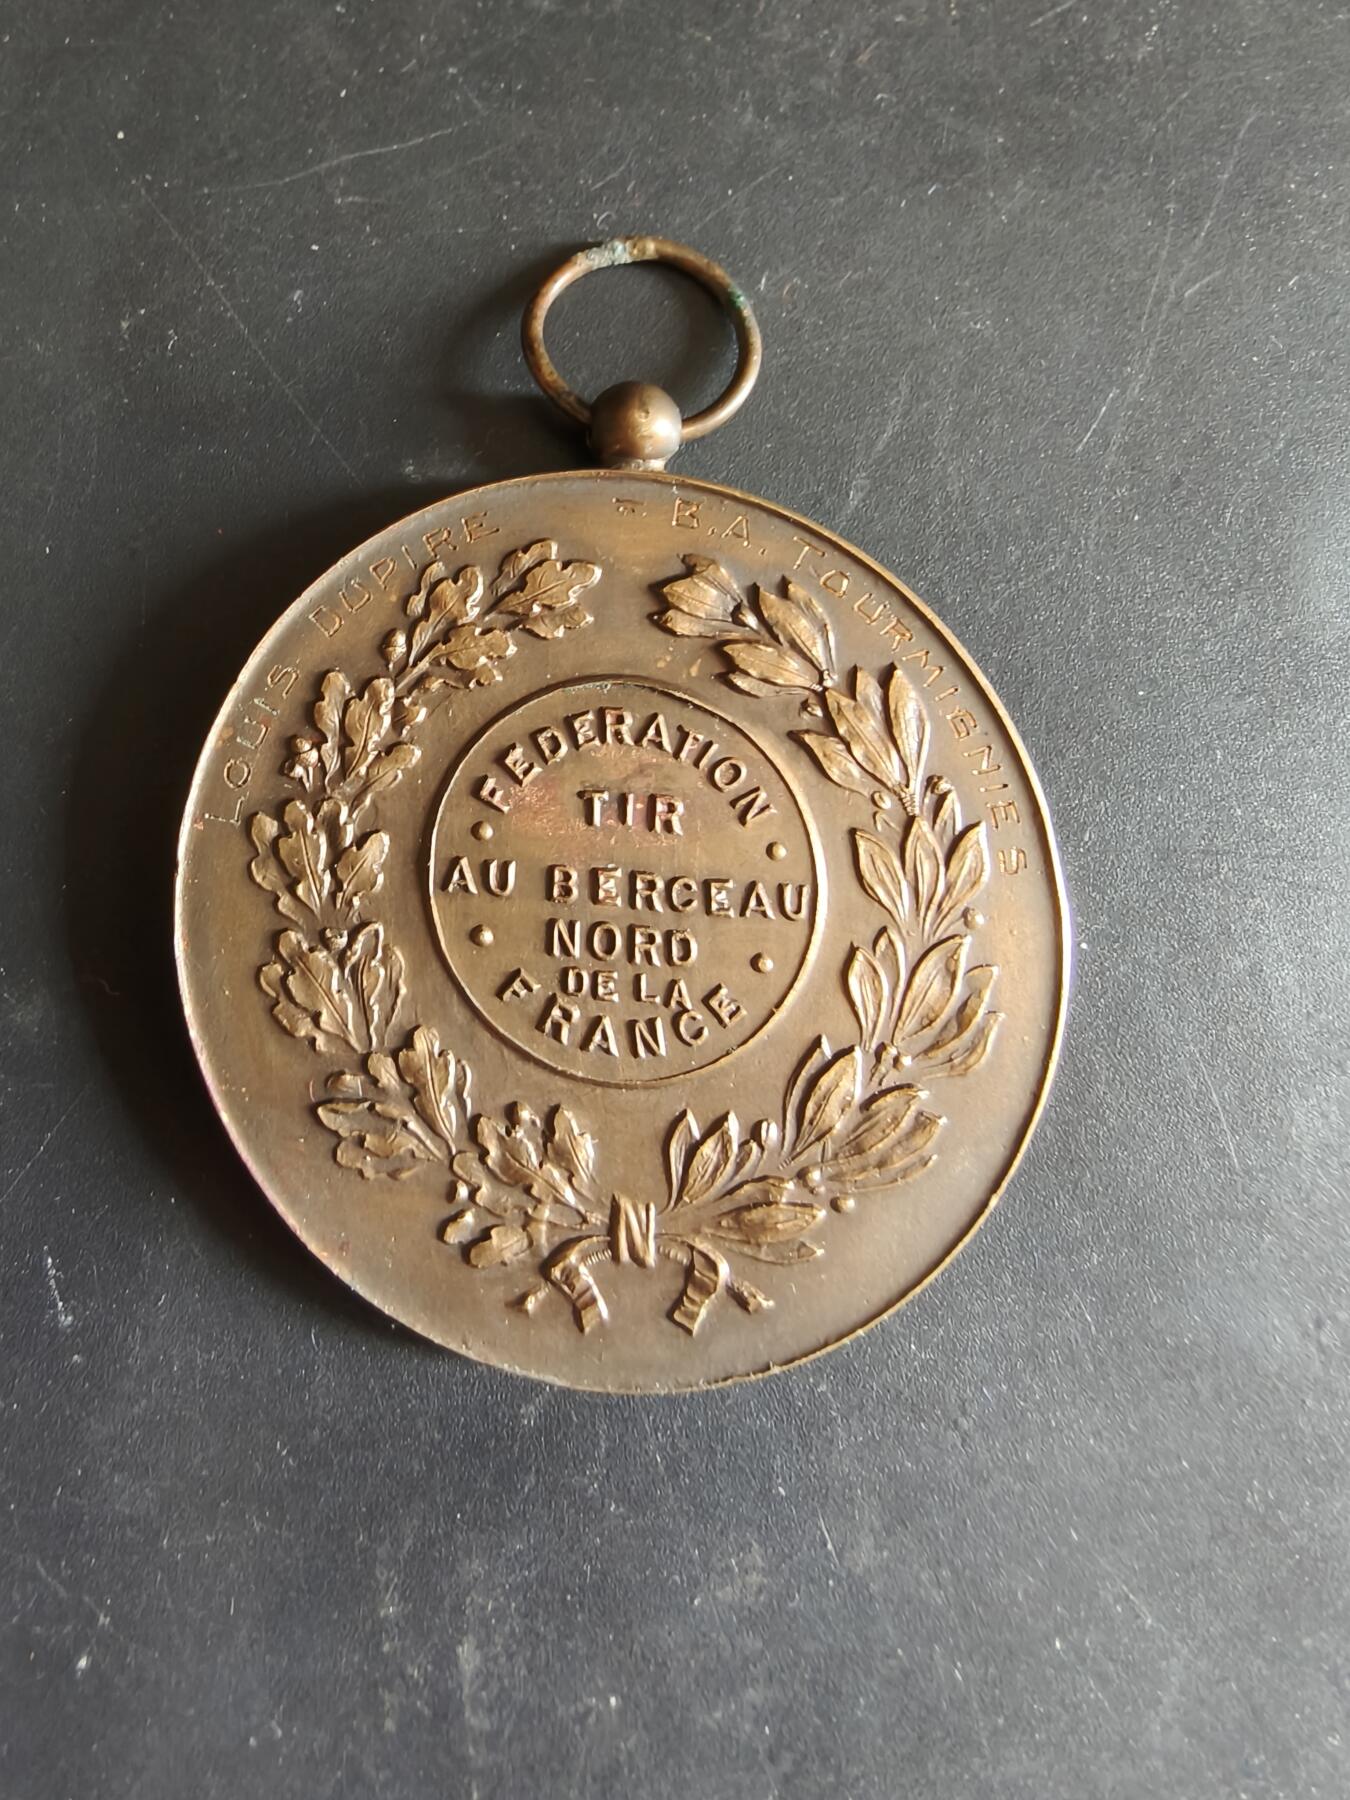 LOUIS DUPIRE = B.A. TOURMIGNIES
FEDERATION
TIR
AU BERCEAU
NORD
DE LA
FRANCE